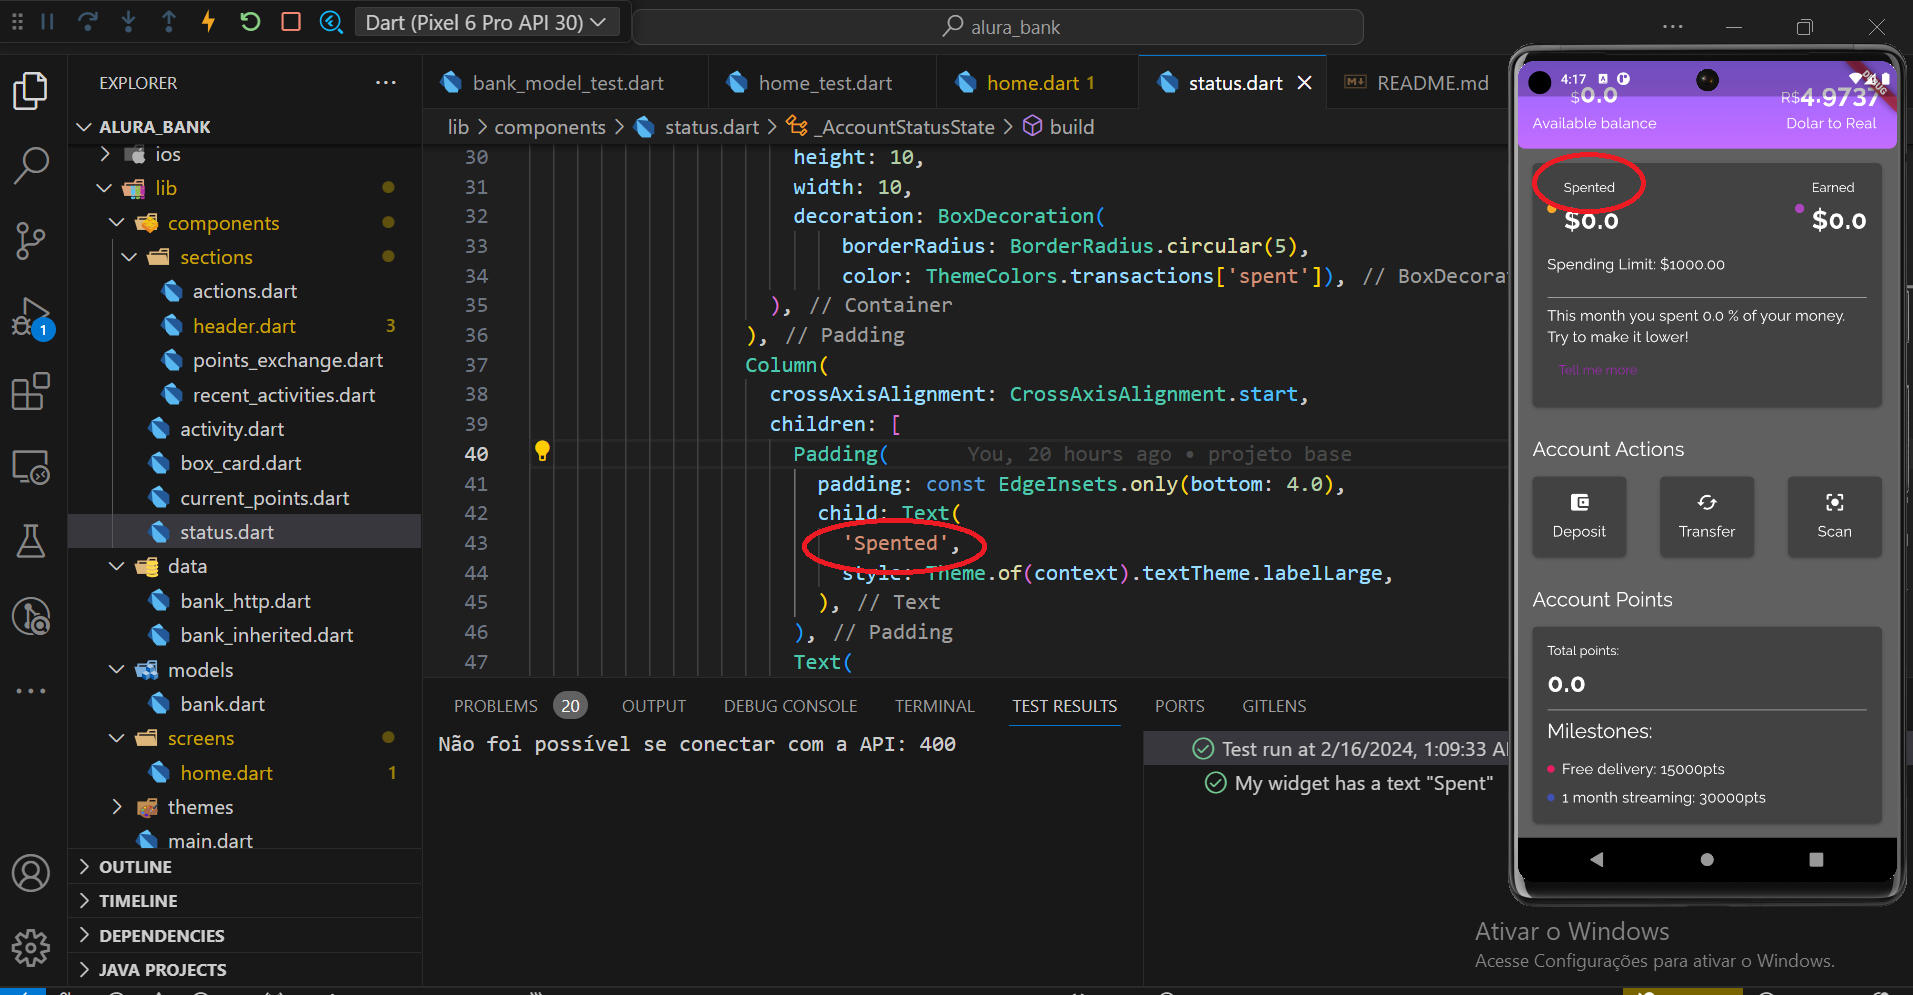 Dart (Pixel 6 Pro API 30)
alura_bank
EXPLORER
ALURA_BANK
ios
lib
components
sections
actions.dart
header.dart 3
points_exchange.dart
recent_activities.dart
activity.dart
box_card.dart
current_points.dart
status.dart
data
bank_http.dart
bank_inherited.dart
models
bank.dart
screens
home.dart 1
themes
main.dart
OUTLINE
TIMELINE
DEPENDENCIES
JAVA PROJECTS
1
bank_model_test.dart
home_test.dart
home.dart 1
status.dart
README.md
lib > components > status.dart > _AccountStatusState > build
30 height: 10,
31 width: 10,
32 decoration: BoxDecoration(
33 borderRadius: BorderRadius.circular(5),
34 color: ThemeColors.transactions['spent']), // BoxDecora
35 ), // Container
36 ), // Padding
37 Column(
38 crossAxisAlignment: CrossAxisAlignment.start,
39 children: [
40 Padding( You, 20 hours ago • projeto base
41 padding: const EdgeInsets.only(bottom: 4.0),
42 child: Text(
43 'Spented',
44 style: Theme.of(context).textTheme.labelLarge,
45 ), // Text
46 ), // Padding
47 Text(
PROBLEMS 20 OUTPUT DEBUG CONSOLE TERMINAL TEST RESULTS PORTS GITLENS
Não foi possível se conectar com a API: 400
Test run at 2/16/2024, 1:09:33 A
My widget has a text "Spent"
4:17
DEBUG
$0.0 R$4.9737
Available balance Dolar to Real
Spented Earned
$0.0 $0.0
Spending Limit: $1000.00
This month you spent 0.0 % of your money.
Try to make it lower!
Tell me more
Account Actions
Deposit Transfer Scan
Account Points
Total points:
0.0
Milestones:
Free delivery: 15000pts
1 month streaming: 30000pts
Ativar o Windows
Acesse Configurações para ativar o Windows.